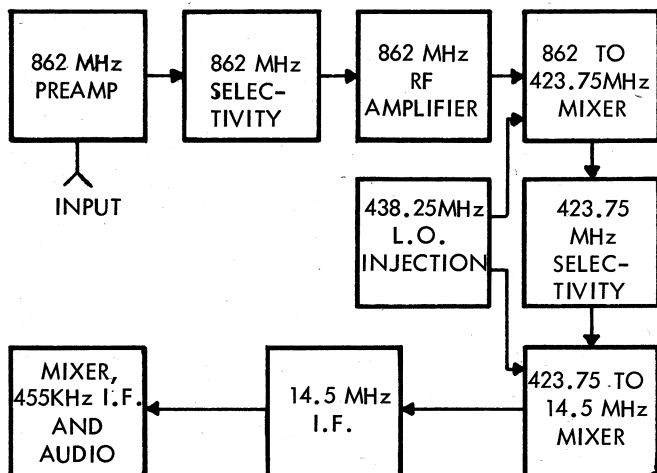 862 MHz
PREAMP
862 MHz
SELEC-
TIVITY
862 MHz
RF
AMPLIFIER
862 TO
423.75MHz
MIXER
INPUT
438.25MHz
L.O.
INJECTION
423.75
MHz
SELEC-
TIVITY
MIXER,
455KHz I.F.
AND
AUDIO
14.5 MHz
I.F.
423.75 TO
14.5 MHz
MIXER